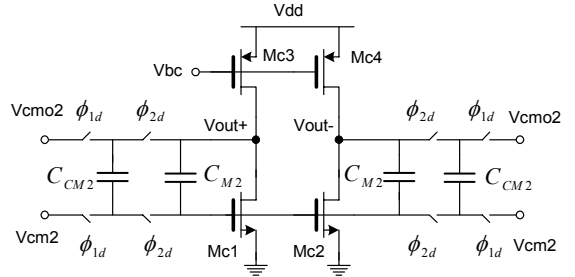 Vdd
Mc3 Mc4
Vbc
Vcmo2 ϕ1d ϕ2d Vout+ Vout- ϕ2d ϕ1d Vcmo2
CCM2 CM2 CM2 CCM2
Vcm2 ϕ1d ϕ2d Mc1 Mc2 ϕ2d ϕ1d Vcm2